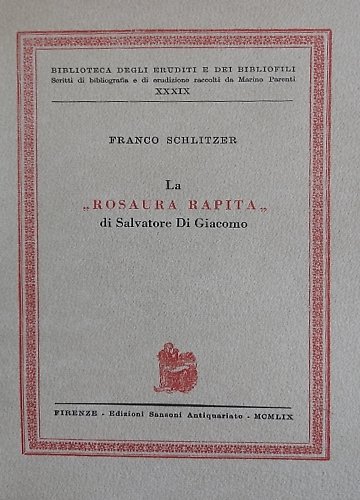 BIBLIOTECA DEGLI ERUDITI E DEI BIBLIOFILI
Scritti di bibliografia e di erudizione raccolti da Marino Parenti
XXXIX
FRANCO SCHLITZER
La
„ROSAURA RAPITA„
di Salvatore Di Giacomo
FIRENZE - Edizioni Sansoni Antiquariato - MCMLIX